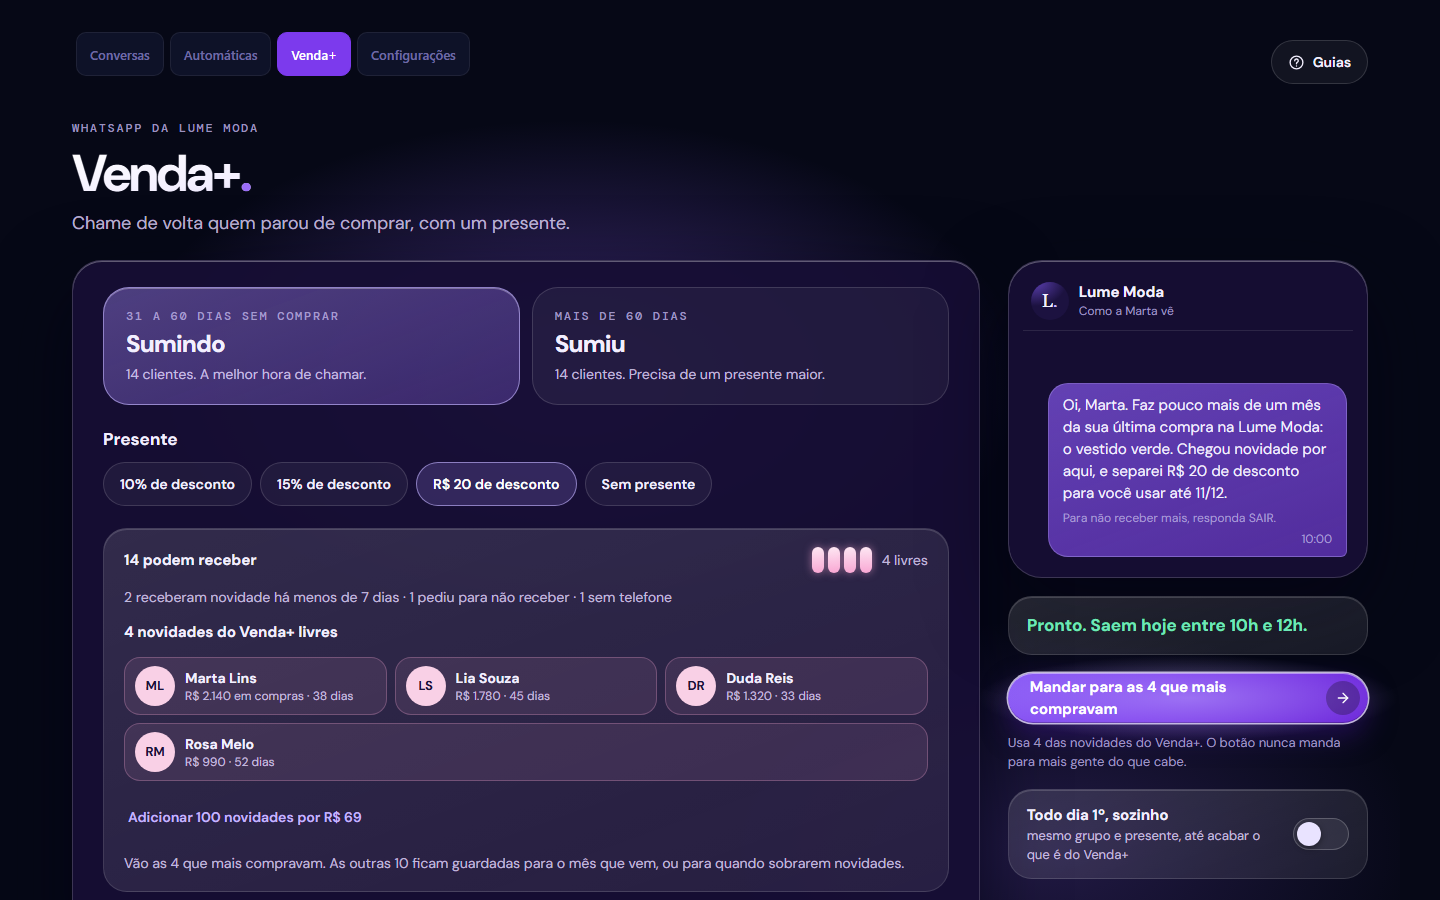 Conversas
Automáticas
Venda+
Configurações
Guias
WHATSAPP DA LUME MODA
Venda+.
Chame de volta quem parou de comprar, com um presente.
31 A 60 DIAS SEM COMPRAR
Sumindo
14 clientes. A melhor hora de chamar.
MAIS DE 60 DIAS
Sumiu
14 clientes. Precisa de um presente maior.
Presente
10% de desconto
15% de desconto
R$ 20 de desconto
Sem presente
14 podem receber
4 livres
2 receberam novidade há menos de 7 dias · 1 pediu para não receber · 1 sem telefone
4 novidades do Venda+ livres
ML
Marta Lins
R$ 2.140 em compras · 38 dias
LS
Lia Souza
R$ 1.780 · 45 dias
DR
Duda Reis
R$ 1.320 · 33 dias
RM
Rosa Melo
R$ 990 · 52 dias
Adicionar 100 novidades por R$ 69
Vão as 4 que mais compravam. As outras 10 ficam guardadas para o mês que vem, ou para quando sobrarem novidades.
L.
Lume Moda
Como a Marta vê
Oi, Marta. Faz pouco mais de um mês
da sua última compra na Lume Moda:
o vestido verde. Chegou novidade por
aqui, e separei R$ 20 de desconto
para você usar até 11/12.
Para não receber mais, responda SAIR.
10:00
Pronto. Saem hoje entre 10h e 12h.
Mandar para as 4 que mais
compravam
Usa 4 das novidades do Venda+. O botão nunca manda
para mais gente do que cabe.
Todo dia 1º, sozinho
mesmo grupo e presente, até acabar o
que é do Venda+